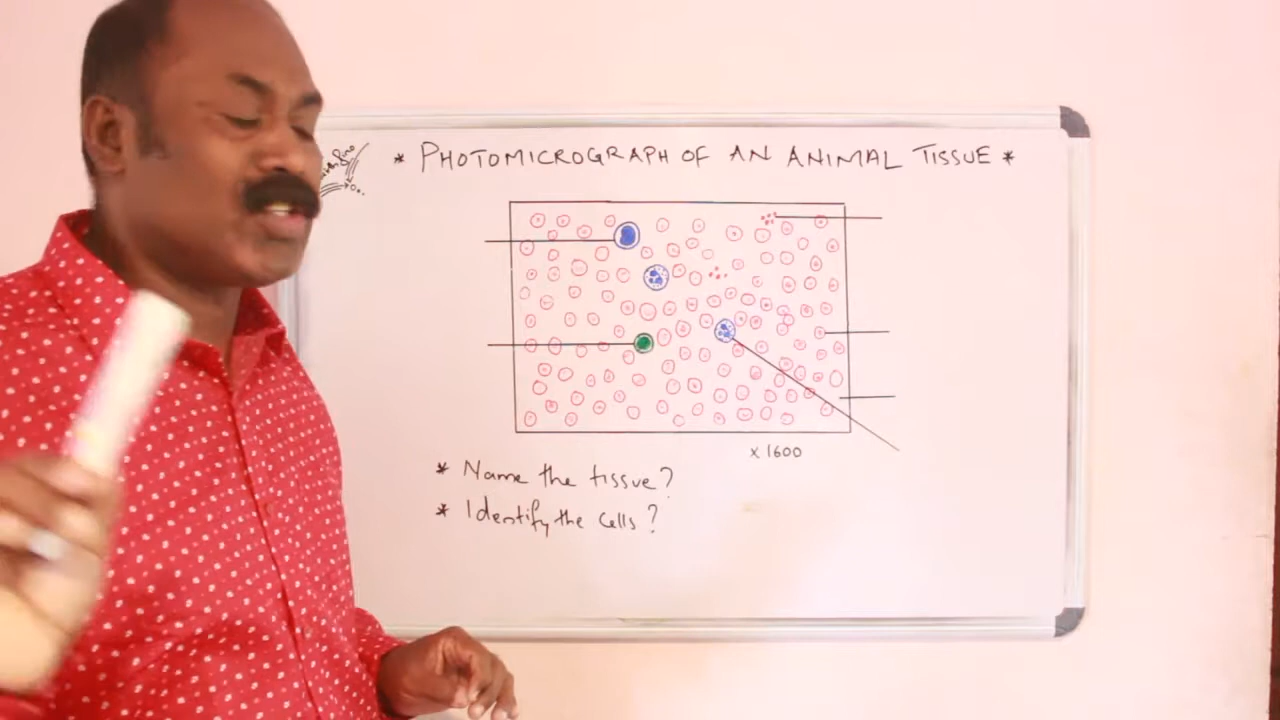 * PHOTOMICROGRAPH OF AN ANIMAL TISSUE *
x 1600
* Name the tissue?
* Identify the cells?